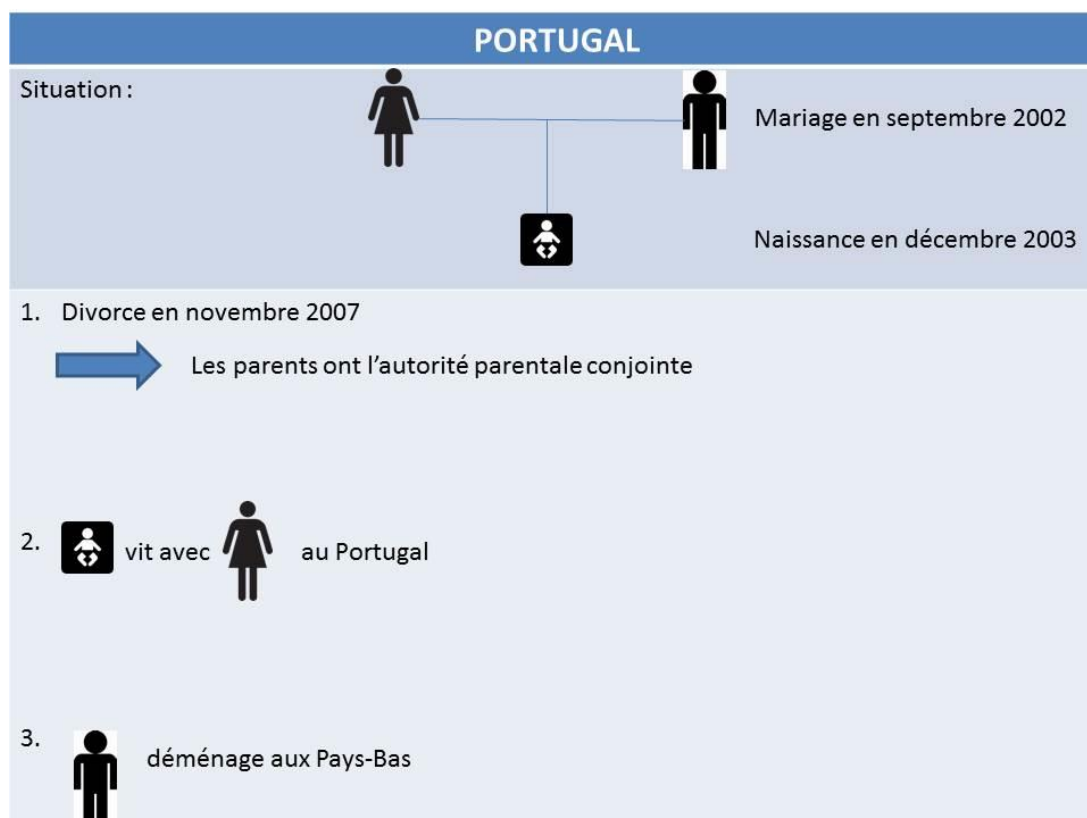 PORTUGAL
Situation :
Mariage en septembre 2002
Naissance en décembre 2003
1. Divorce en novembre 2007
Les parents ont l’autorité parentale conjointe
2. vit avec au Portugal
3. déménage aux Pays-Bas